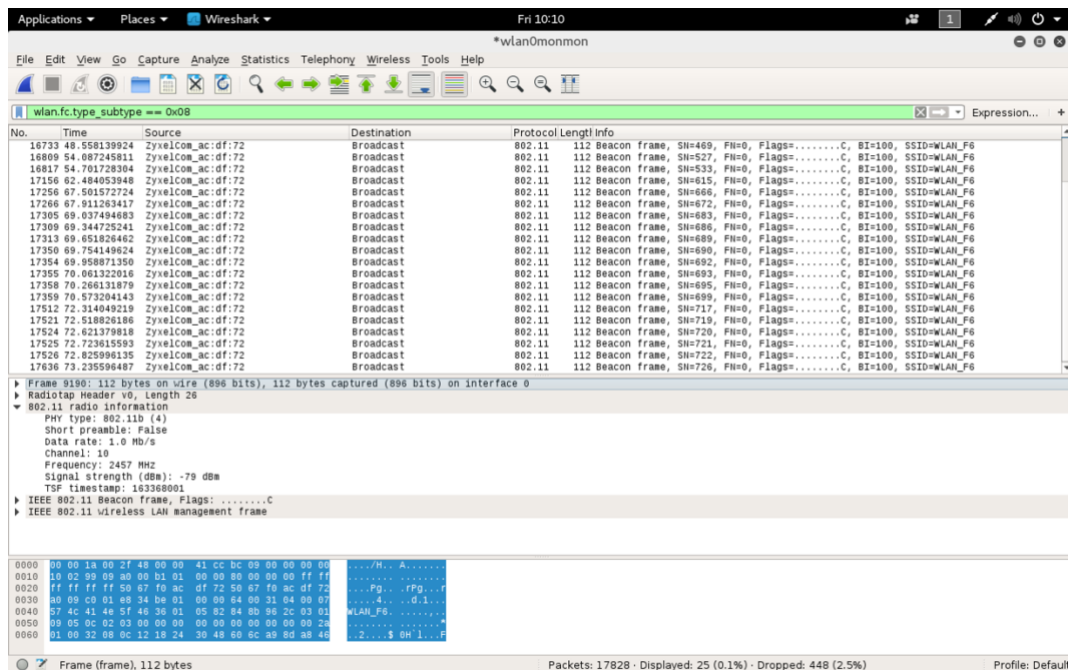 Applications Places Wireshark Fri 10:10 1
*wlan0monmon
File Edit View Go Capture Analyze Statistics Telephony Wireless Tools Help
wlan.fc.type_subtype == 0x08 Expression... +
No. Time Source Destination Protocol Lengtl Info
16733 48.558139924 ZyxelCom_ac:df:72 Broadcast 802.11 112 Beacon frame, SN=469, FN=0, Flags=........C, BI=100, SSID=WLAN_F6
16809 54.087245811 ZyxelCom_ac:df:72 Broadcast 802.11 112 Beacon frame, SN=527, FN=0, Flags=........C, BI=100, SSID=WLAN_F6
16817 54.701728304 ZyxelCom_ac:df:72 Broadcast 802.11 112 Beacon frame, SN=533, FN=0, Flags=........C, BI=100, SSID=WLAN_F6
17156 62.484053948 ZyxelCom_ac:df:72 Broadcast 802.11 112 Beacon frame, SN=615, FN=0, Flags=........C, BI=100, SSID=WLAN_F6
17256 67.501572724 ZyxelCom_ac:df:72 Broadcast 802.11 112 Beacon frame, SN=666, FN=0, Flags=........C, BI=100, SSID=WLAN_F6
17266 67.911263417 ZyxelCom_ac:df:72 Broadcast 802.11 112 Beacon frame, SN=672, FN=0, Flags=........C, BI=100, SSID=WLAN_F6
17305 69.037494683 ZyxelCom_ac:df:72 Broadcast 802.11 112 Beacon frame, SN=683, FN=0, Flags=........C, BI=100, SSID=WLAN_F6
17309 69.344725241 ZyxelCom_ac:df:72 Broadcast 802.11 112 Beacon frame, SN=686, FN=0, Flags=........C, BI=100, SSID=WLAN_F6
17313 69.651826462 ZyxelCom_ac:df:72 Broadcast 802.11 112 Beacon frame, SN=689, FN=0, Flags=........C, BI=100, SSID=WLAN_F6
17350 69.754149624 ZyxelCom_ac:df:72 Broadcast 802.11 112 Beacon frame, SN=690, FN=0, Flags=........C, BI=100, SSID=WLAN_F6
17354 69.958871350 ZyxelCom_ac:df:72 Broadcast 802.11 112 Beacon frame, SN=692, FN=0, Flags=........C, BI=100, SSID=WLAN_F6
17355 70.061322016 ZyxelCom_ac:df:72 Broadcast 802.11 112 Beacon frame, SN=693, FN=0, Flags=........C, BI=100, SSID=WLAN_F6
17358 70.266131879 ZyxelCom_ac:df:72 Broadcast 802.11 112 Beacon frame, SN=695, FN=0, Flags=........C, BI=100, SSID=WLAN_F6
17359 70.573204143 ZyxelCom_ac:df:72 Broadcast 802.11 112 Beacon frame, SN=699, FN=0, Flags=........C, BI=100, SSID=WLAN_F6
17512 72.314049219 ZyxelCom_ac:df:72 Broadcast 802.11 112 Beacon frame, SN=717, FN=0, Flags=........C, BI=100, SSID=WLAN_F6
17521 72.518826186 ZyxelCom_ac:df:72 Broadcast 802.11 112 Beacon frame, SN=719, FN=0, Flags=........C, BI=100, SSID=WLAN_F6
17524 72.621379818 ZyxelCom_ac:df:72 Broadcast 802.11 112 Beacon frame, SN=720, FN=0, Flags=........C, BI=100, SSID=WLAN_F6
17525 72.723615593 ZyxelCom_ac:df:72 Broadcast 802.11 112 Beacon frame, SN=721, FN=0, Flags=........C, BI=100, SSID=WLAN_F6
17526 72.825996135 ZyxelCom_ac:df:72 Broadcast 802.11 112 Beacon frame, SN=722, FN=0, Flags=........C, BI=100, SSID=WLAN_F6
17636 73.235596487 ZyxelCom_ac:df:72 Broadcast 802.11 112 Beacon frame, SN=726, FN=0, Flags=........C, BI=100, SSID=WLAN_F6
Frame 9190: 112 bytes on wire (896 bits), 112 bytes captured (896 bits) on interface 0
Radiotap Header v0, Length 26
802.11 radio information
PHY type: 802.11b (4)
Short preamble: False
Data rate: 1.0 Mb/s
Channel: 10
Frequency: 2457 MHz
Signal strength (dBm): -79 dBm
TSF timestamp: 163368001
IEEE 802.11 Beacon frame, Flags: ........C
IEEE 802.11 wireless LAN management frame
0000 00 00 1a 00 2f 48 00 00 41 cc bc 09 00 00 00 00 ..../H.. A.......
0010 10 02 99 09 a0 00 b1 01 00 00 80 00 00 00 ff ff ........ ........
0020 ff ff ff ff 50 67 f0 ac df 72 50 67 f0 ac df 72 ....Pg.. .rPg...r
0030 a0 09 c0 01 e8 34 be 01 00 00 64 00 31 04 00 07 .....4.. ..d.1...
0040 57 4c 41 4e 5f 46 36 01 05 82 84 8b 96 2c 03 01 WLAN_F6. .....,..
0050 09 05 0c 02 03 00 00 00 00 00 00 00 00 00 00 2a ........ .......*
0060 01 00 32 08 0c 12 18 24 30 48 60 6c a9 8d a8 46 ..2....$ 0H`l...F
Frame (frame), 112 bytes Packets: 17828 · Displayed: 25 (0.1%) · Dropped: 448 (2.5%) Profile: Default